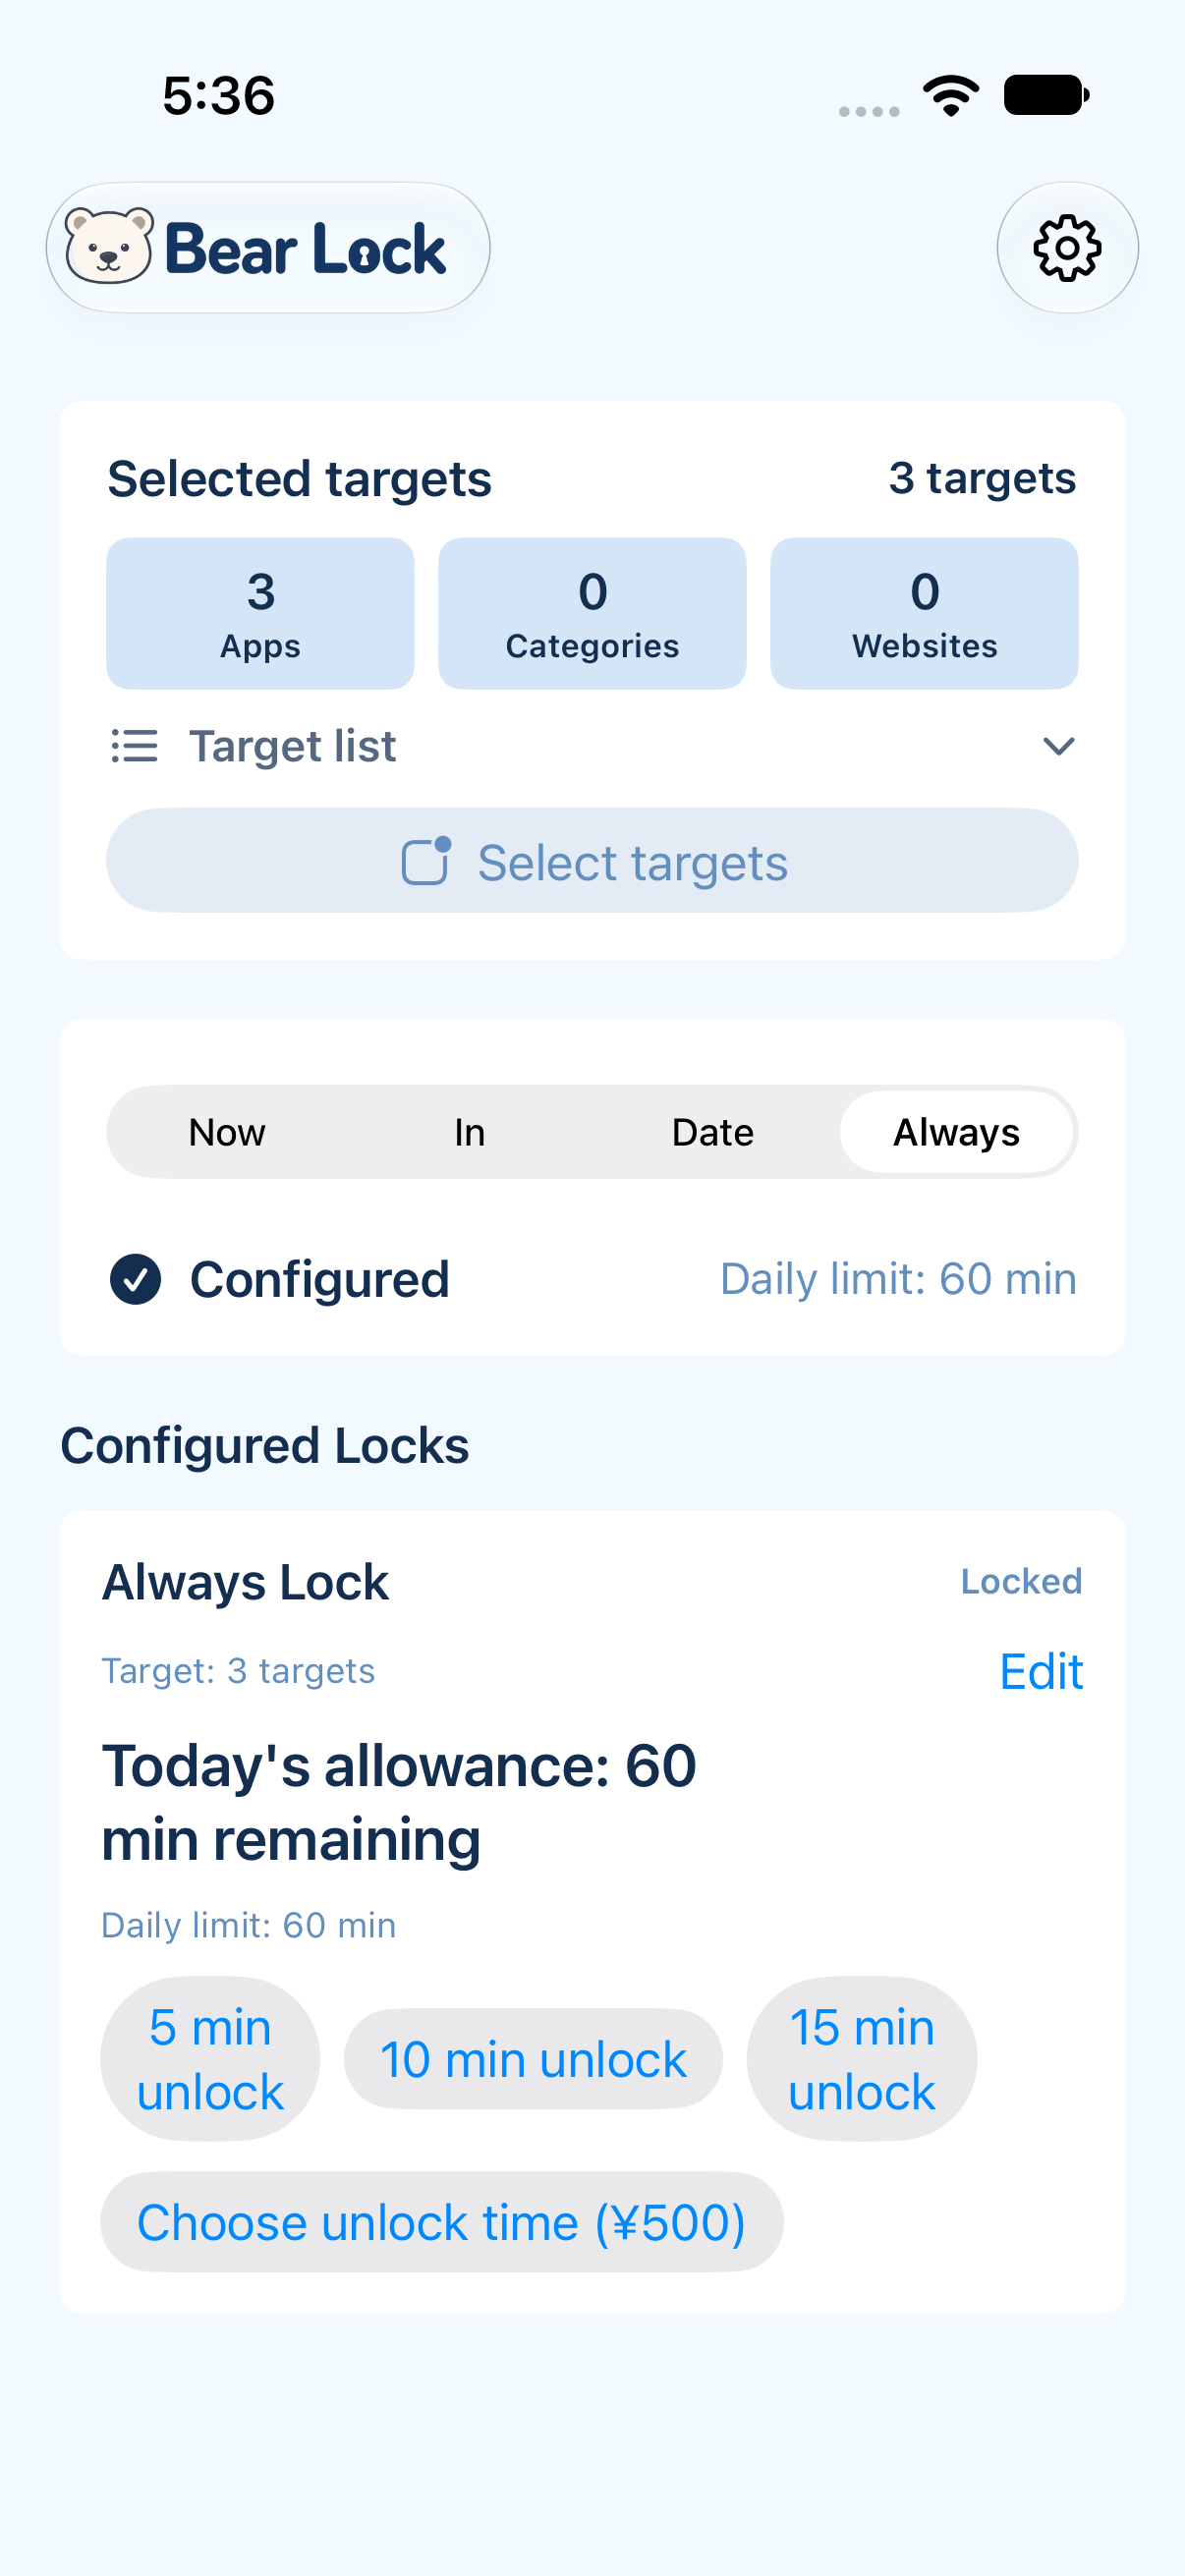 5:36
Bear Lock
Selected targets
3 targets
3
Apps
0
Categories
0
Websites
Target list
Select targets
Now
In
Date
Always
Configured
Daily limit: 60 min
Configured Locks
Always Lock
Locked
Target: 3 targets
Edit
Today's allowance: 60
min remaining
Daily limit: 60 min
5 min
unlock
10 min unlock
15 min
unlock
Choose unlock time (¥500)